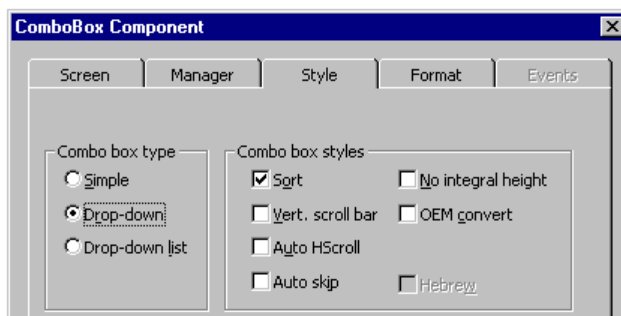 ComboBox Component
Screen Manager Style Format Events
Combo box type Combo box styles
Simple Sort No integral height
Drop-down Vert. scroll bar OEM convert
Drop-down list Auto HScroll
Auto skip Hebrew